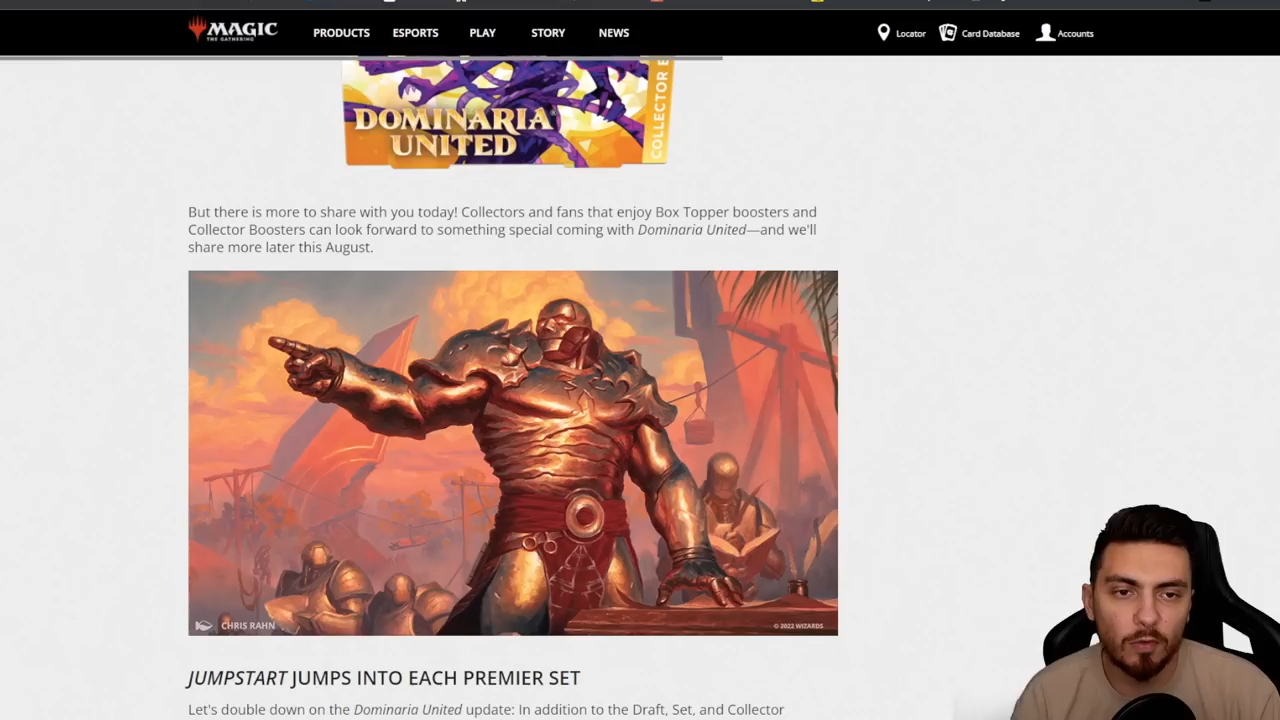 MAGIC
THE GATHERING
PRODUCTS ESPORTS PLAY STORY NEWS
Locator Card Database Accounts
COLLECTOR
DOMINARIA
UNITED
But there is more to share with you today! Collectors and fans that enjoy Box Topper boosters and
Collector Boosters can look forward to something special coming with Dominaria United—and we'll
share more later this August.
CHRIS RAHN
© 2022 WIZARDS
JUMPSTART JUMPS INTO EACH PREMIER SET
Let's double down on the Dominaria United update: In addition to the Draft, Set, and Collector